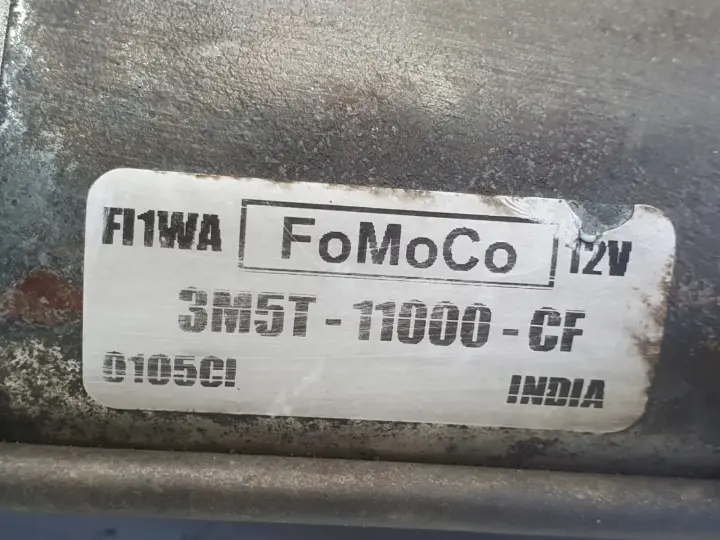 FI1WA FoMoCo 12V
3M5T-11000-CF
0105CI
INDIA